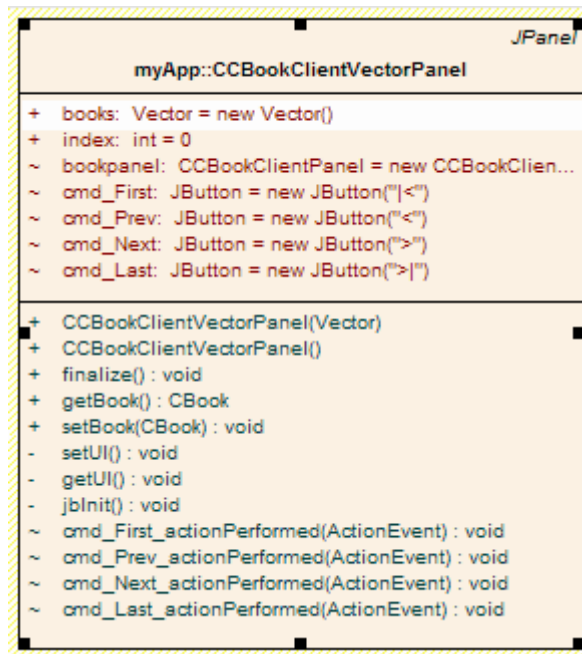 JPanel
myApp::CCBookClientVectorPanel
+ books: Vector = new Vector()
+ index: int = 0
~ bookpanel: CCBookClientPanel = new CCBookClien...
~ cmd_First: JButton = new JButton("|<")
~ cmd_Prev: JButton = new JButton("<")
~ cmd_Next: JButton = new JButton(">")
~ cmd_Last: JButton = new JButton(">|")
+ CCBookClientVectorPanel(Vector)
+ CCBookClientVectorPanel()
+ finalize() : void
+ getBook() : CBook
+ setBook(CBook) : void
- setUI() : void
- getUI() : void
- jbInit() : void
~ cmd_First_actionPerformed(ActionEvent) : void
~ cmd_Prev_actionPerformed(ActionEvent) : void
~ cmd_Next_actionPerformed(ActionEvent) : void
~ cmd_Last_actionPerformed(ActionEvent) : void